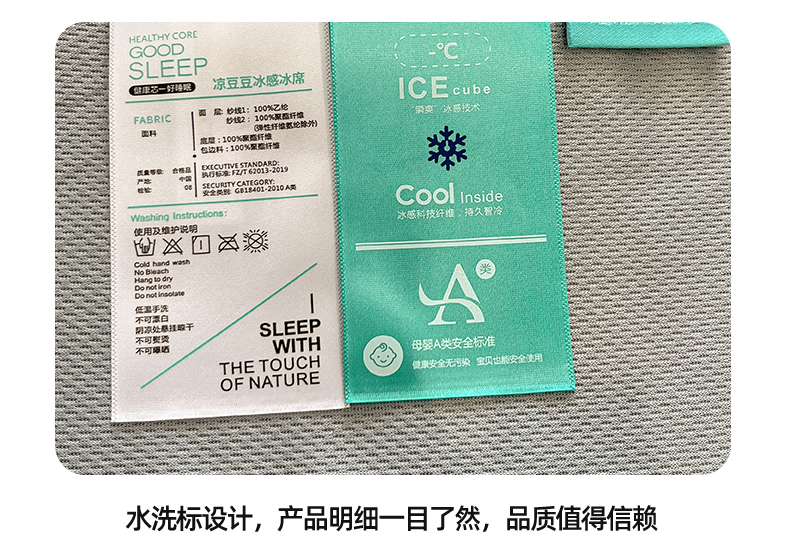 HEALTHY CORE
GOOD
SLEEP
健康芯一好睡眠
凉豆豆冰感冰席
FABRIC
面料
面 层: 纱线1: 100%乙纶
纱线2: 100%聚酯纤维
(弹性纤维氨纶除外)
底层: 100%聚酯纤维
包边料: 100%聚酯纤维
质量等级: 合格品
产地: 中国
检验: 08
EXECUTIVE STANDARD:
执行标准: FZ/T 62013-2019
SECURITY CATEGORY:
安全类别: GB18401-2010 A类
Washing Instructions:
使用及维护说明
Cold hand wash
No Bleach
Hang to dry
Do not iron
Do not insolate
低温手洗
不可漂白
阴凉处悬挂晾干
不可熨烫
不可曝晒
SLEEP
WITH
THE TOUCH
OF NATURE
-℃
ICE cube
瞬爽 冰感技术
Cool Inside
冰感科技纤维，持久智冷
A类
母婴A类安全标准
健康安全无污染 宝贝也能安全使用
水洗标设计，产品明细一目了然，品质值得信赖